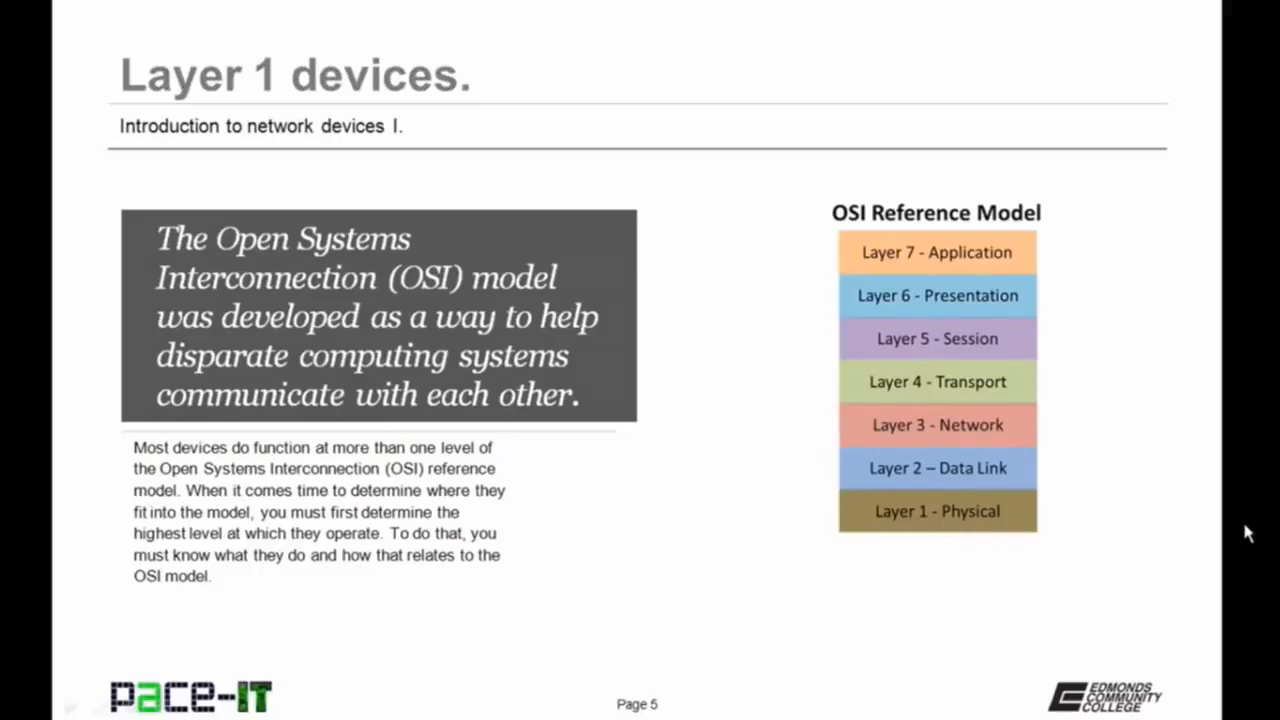 Layer 1 devices.
Introduction to network devices I.
The Open Systems
Interconnection (OSI) model
was developed as a way to help
disparate computing systems
communicate with each other.
Most devices do function at more than one level of
the Open Systems Interconnection (OSI) reference
model. When it comes time to determine where they
fit into the model, you must first determine the
highest level at which they operate. To do that, you
must know what they do and how that relates to the
OSI model.
OSI Reference Model
Layer 7 - Application
Layer 6 - Presentation
Layer 5 - Session
Layer 4 - Transport
Layer 3 - Network
Layer 2 – Data Link
Layer 1 - Physical
pace-IT
Page 5
EDMONDS
COMMUNITY
COLLEGE